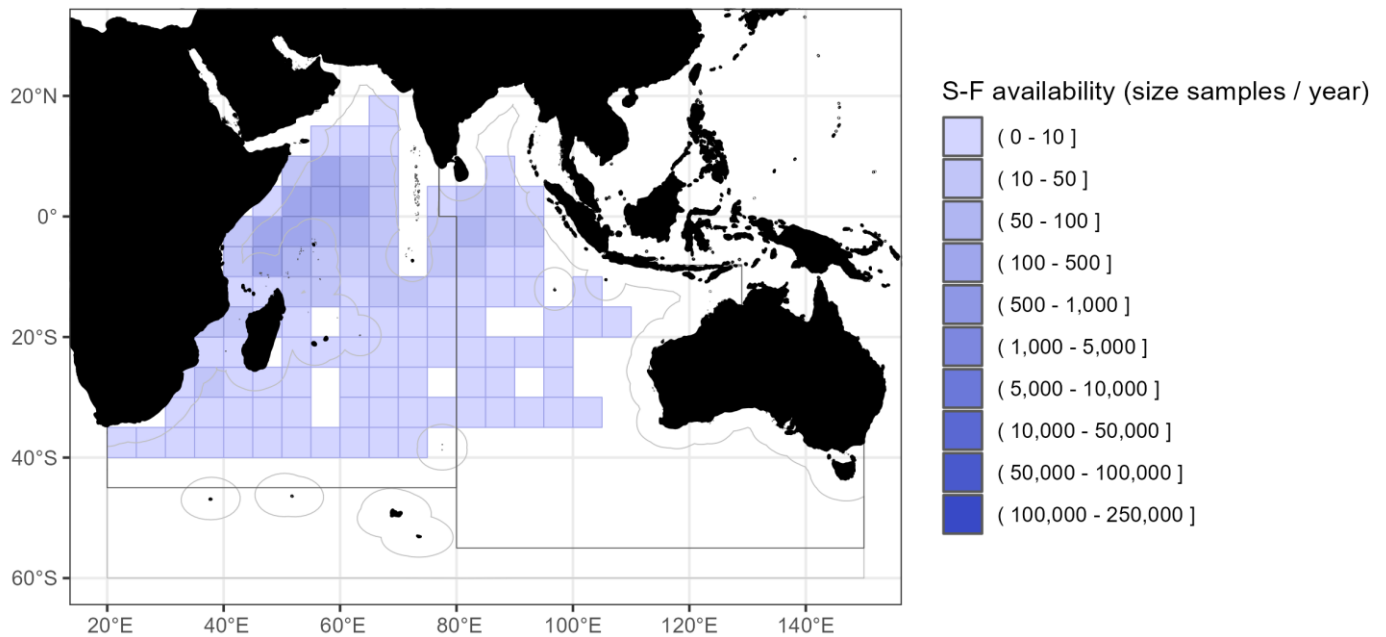 S-F availability (size samples / year)
( 0 - 10 ]
( 10 - 50 ]
( 50 - 100 ]
( 100 - 500 ]
( 500 - 1,000 ]
( 1,000 - 5,000 ]
( 5,000 - 10,000 ]
( 10,000 - 50,000 ]
( 50,000 - 100,000 ]
( 100,000 - 250,000 ]
20°N
0°
20°S
40°S
60°S
20°E 40°E 60°E 80°E 100°E 120°E 140°E